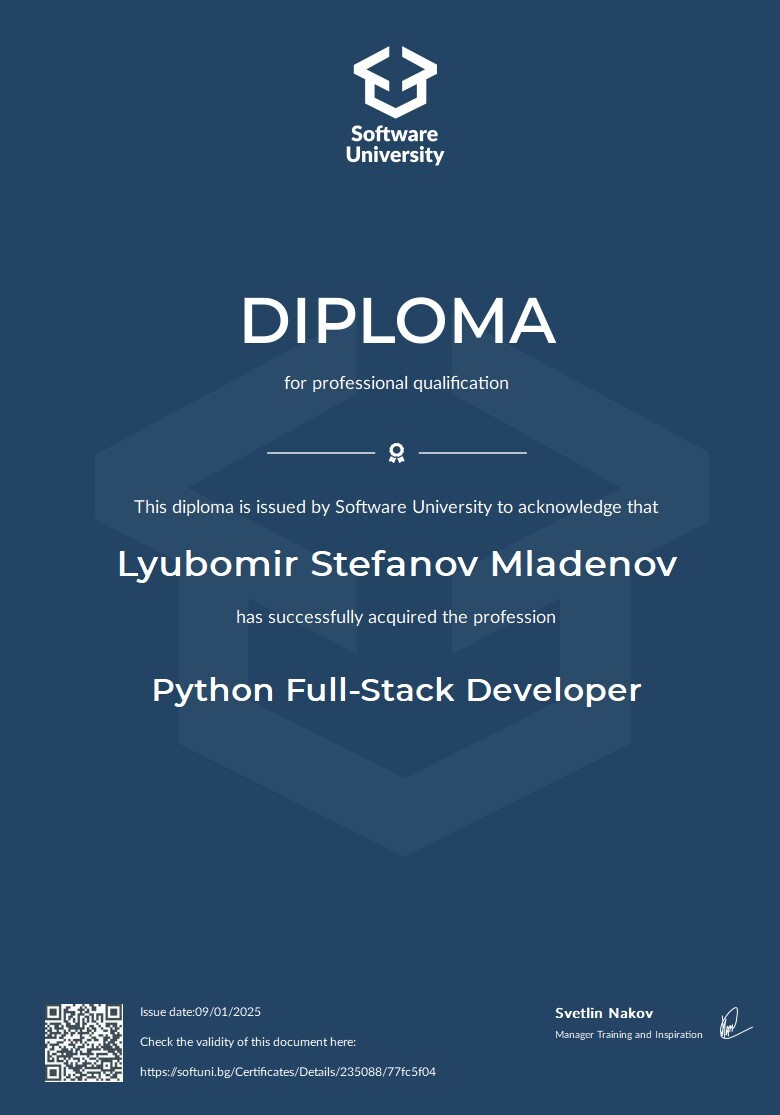 Software
University
DIPLOMA
for professional qualification
This diploma is issued by Software University to acknowledge that
Lyubomir Stefanov Mladenov
has successfully acquired the profession
Python Full-Stack Developer
Issue date:09/01/2025
Check the validity of this document here:
https://softuni.bg/Certificates/Details/235088/77fc5f04
Svetlin Nakov
Manager Training and Inspiration